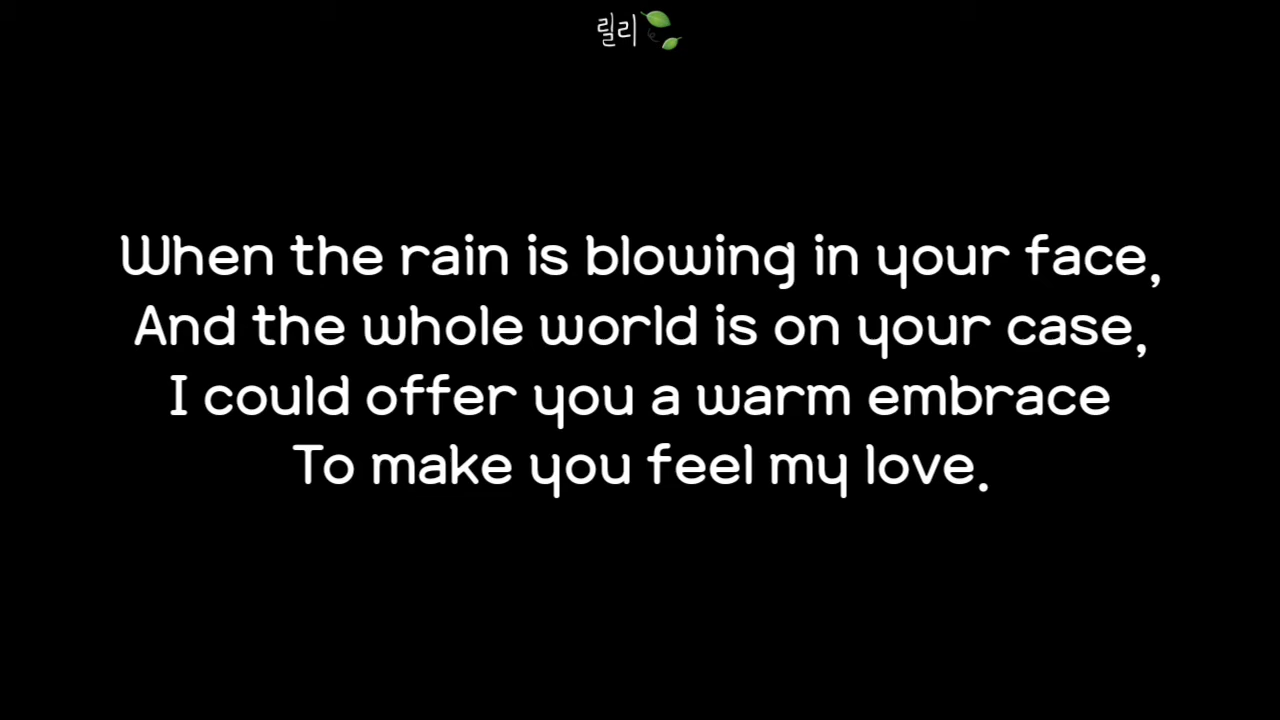 릴리🍃
When the rain is blowing in your face,
And the whole world is on your case,
I could offer you a warm embrace
To make you feel my love.